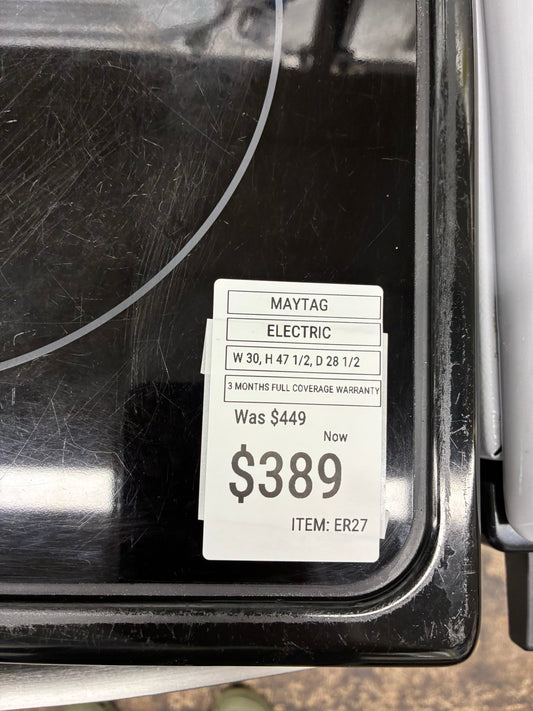 MAYTAG
ELECTRIC
W 30, H 47 1/2, D 28 1/2
3 MONTHS FULL COVERAGE WARRANTY
Was $449
Now
$389
ITEM: ER27